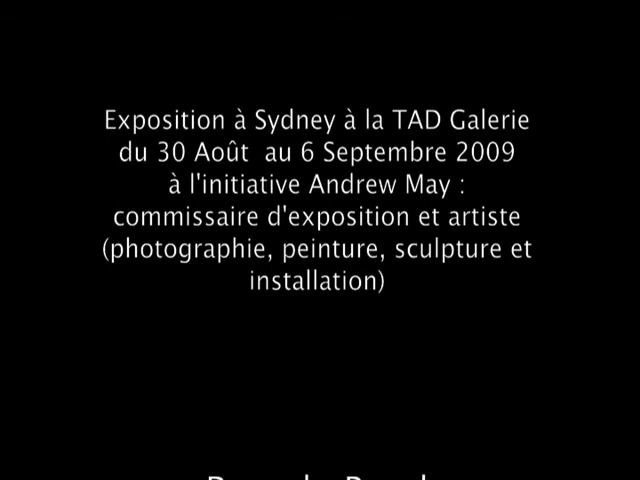 Exposition à Sydney à la TAD Galerie
du 30 Août  au 6 Septembre 2009
à l'initiative Andrew May :
commissaire d'exposition et artiste
(photographie, peinture, sculpture et
installation)